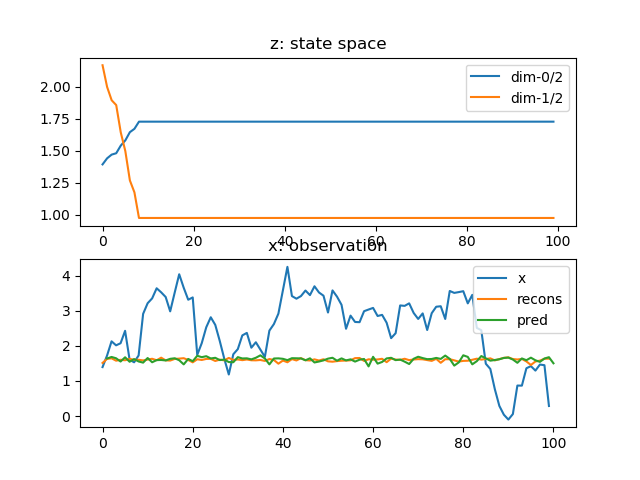 z: state space
2.00
1.75
1.50
1.25
1.00
dim-0/2
dim-1/2
0 20 40 60 80 100
x: observation
4
3
2
1
0
x
recons
pred
0 20 40 60 80 100